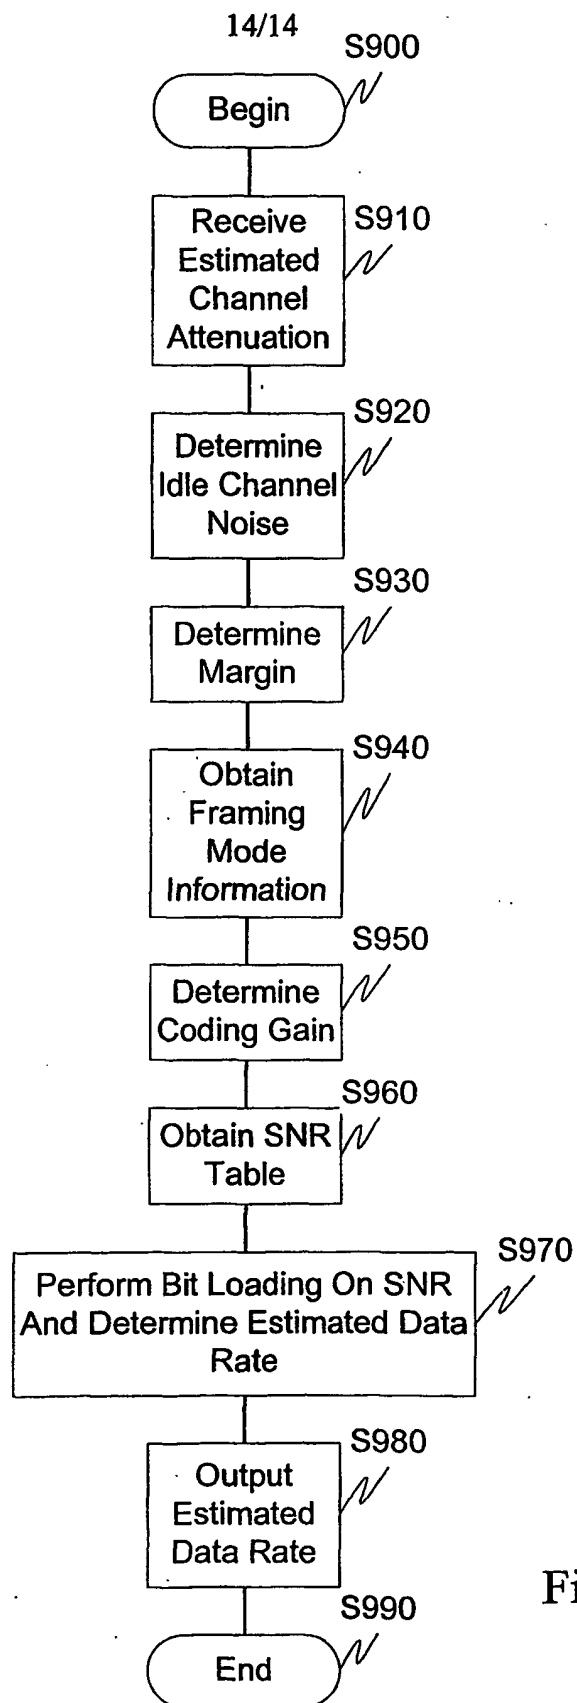 14/14
S900
Begin
S910
Receive
Estimated
Channel
Attenuation
S920
Determine
Idle Channel
Noise
S930
Determine
Margin
S940
Obtain
Framing
Mode
Information
S950
Determine
Coding Gain
S960
Obtain SNR
Table
S970
Perform Bit Loading On SNR
And Determine Estimated Data
Rate
S980
Output
Estimated
Data Rate
S990
End